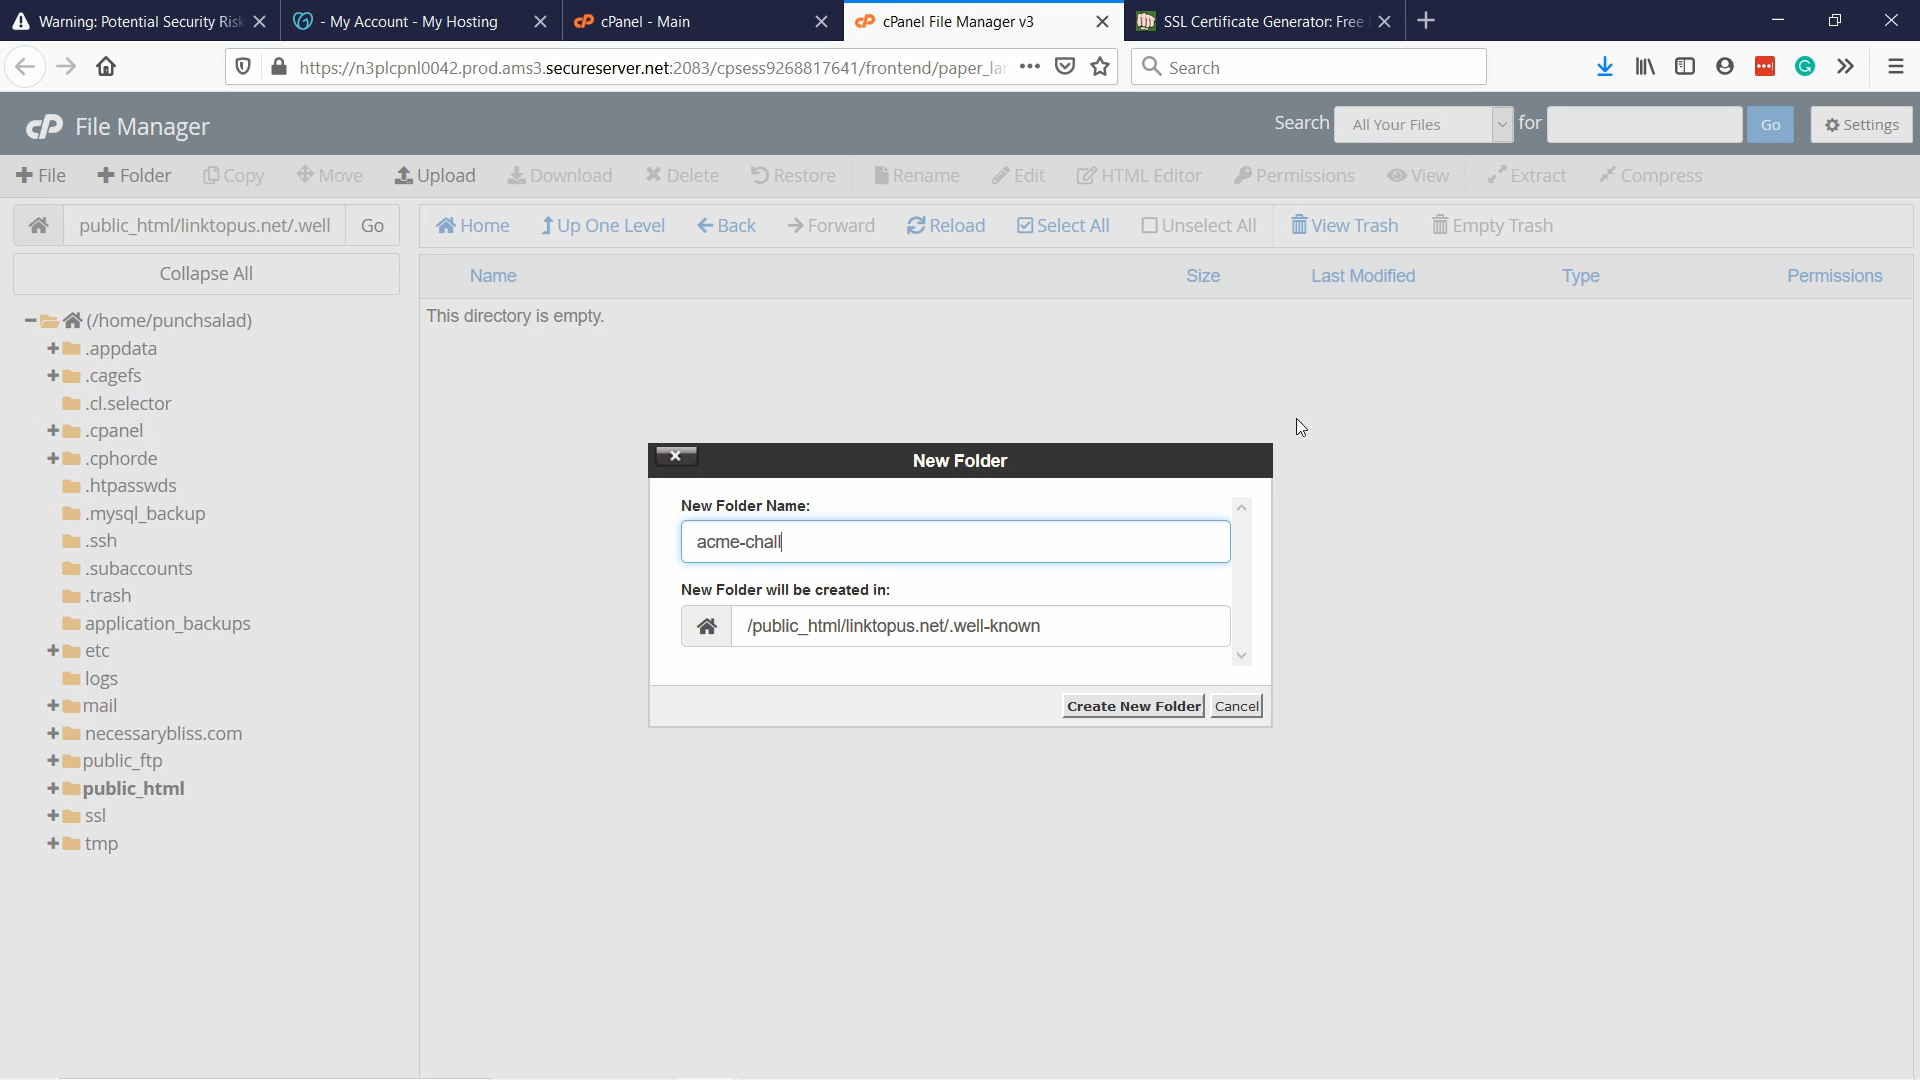 Warning: Potential Security Risk
- My Account - My Hosting
cPanel - Main
cPanel File Manager v3
SSL Certificate Generator: Free
https://n3plcpnl0042.prod.ams3.secureserver.net:2083/cpsess9268817641/frontend/paper_lan
Search
cP File Manager
Search All Your Files for Go Settings
File Folder Copy Move Upload Download Delete Restore Rename Edit HTML Editor Permissions View Extract Compress
public_html/linktopus.net/.well Go
Home Up One Level Back Forward Reload Select All Unselect All View Trash Empty Trash
Collapse All
Name Size Last Modified Type Permissions
This directory is empty.
(/home/punchsalad)
.appdata
.cagefs
.cl.selector
.cpanel
.cphorde
.htpasswds
.mysql_backup
.ssh
.subaccounts
.trash
application_backups
etc
logs
mail
necessarybliss.com
public_ftp
public_html
ssl
tmp
New Folder
New Folder Name:
acme-chall
New Folder will be created in:
/public_html/linktopus.net/.well-known
Create New Folder Cancel